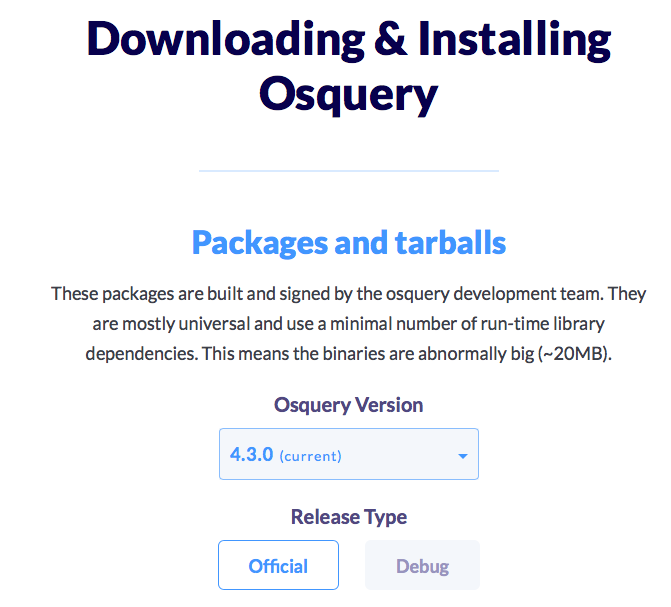 Downloading & Installing
Osquery
Packages and tarballs
These packages are built and signed by the osquery development team. They
are mostly universal and use a minimal number of run-time library
dependencies. This means the binaries are abnormally big (~20MB).
Osquery Version
4.3.0 (current)
Release Type
Official Debug